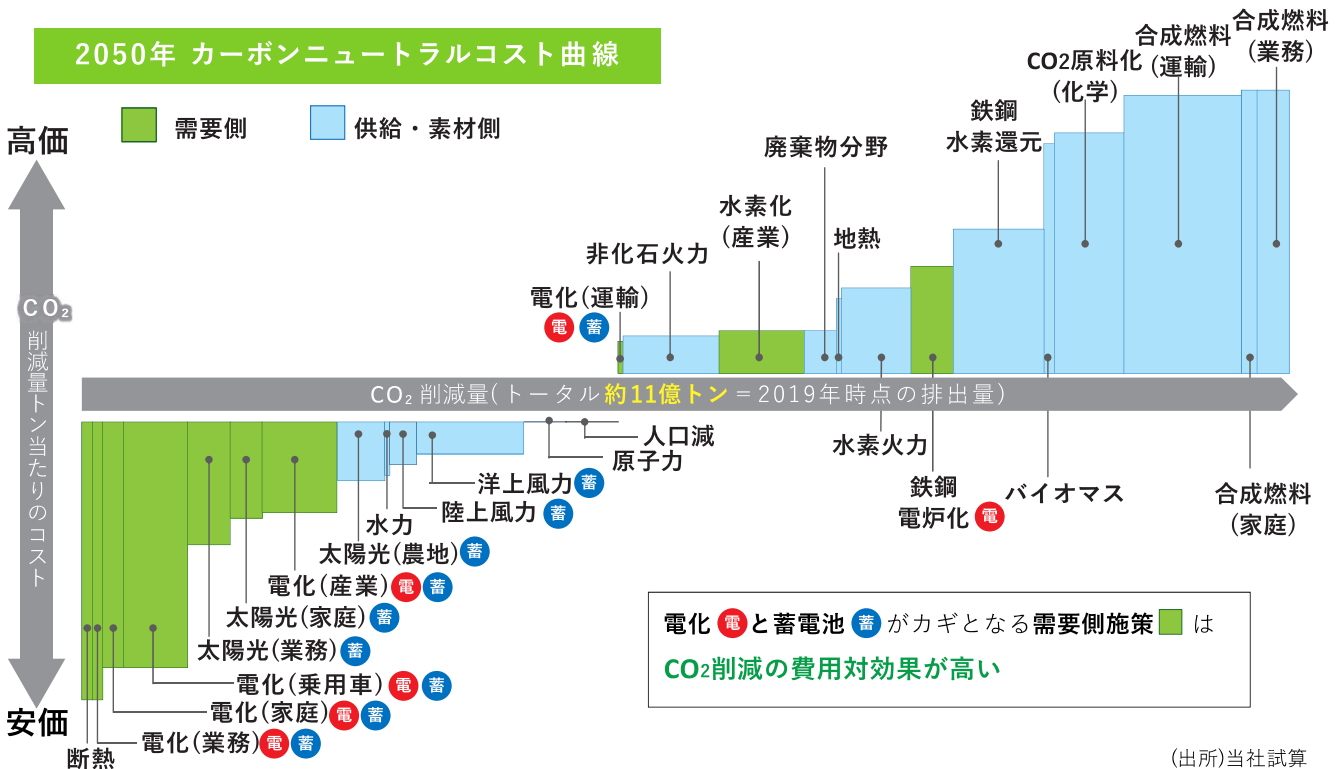 2050年 カーボンニュートラルコスト曲線
需要側
供給・素材側
高価
CO2
削減量トン当たりのコスト
安価
合成燃料
(業務)
合成燃料
(運輸)
CO2原料化
(化学)
鉄鋼
水素還元
廃棄物分野
水素化
(産業)
地熱
非化石火力
電化(運輸)
電 蓄
CO2 削減量(トータル約11億トン=2019年時点の排出量)
人口減
原子力
洋上風力 蓄
陸上風力 蓄
水力
太陽光(農地) 蓄
電化(産業) 電 蓄
太陽光(家庭) 蓄
太陽光(業務) 蓄
電化(乗用車) 電 蓄
電化(家庭) 電 蓄
電化(業務) 電 蓄
断熱
水素火力
鉄鋼
電炉化 電
バイオマス
合成燃料
(家庭)
電化 電 と蓄電池 蓄 がカギとなる需要側施策 は
CO2削減の費用対効果が高い
(出所)当社試算